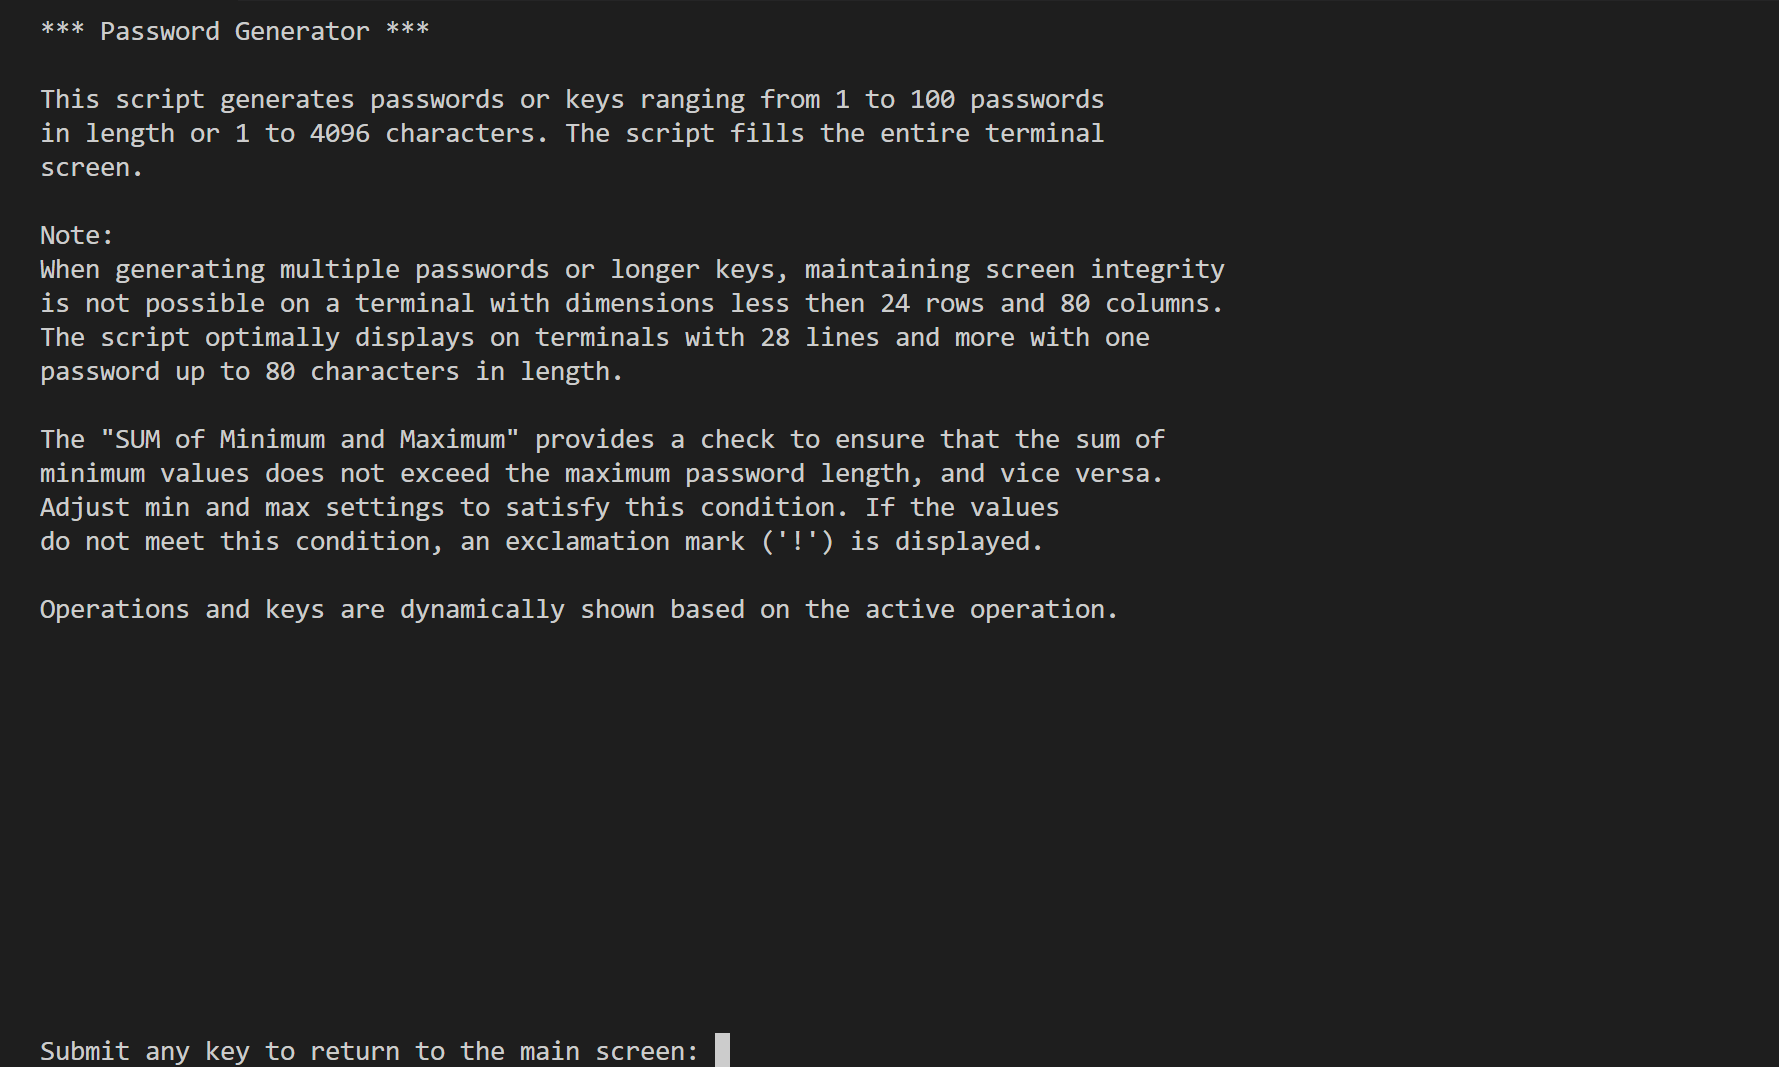 *** Password Generator ***
This script generates passwords or keys ranging from 1 to 100 passwords
in length or 1 to 4096 characters. The script fills the entire terminal
screen.
Note:
When generating multiple passwords or longer keys, maintaining screen integrity
is not possible on a terminal with dimensions less then 24 rows and 80 columns.
The script optimally displays on terminals with 28 lines and more with one
password up to 80 characters in length.
The "SUM of Minimum and Maximum" provides a check to ensure that the sum of
minimum values does not exceed the maximum password length, and vice versa.
Adjust min and max settings to satisfy this condition. If the values
do not meet this condition, an exclamation mark ('!') is displayed.
Operations and keys are dynamically shown based on the active operation.
Submit any key to return to the main screen: